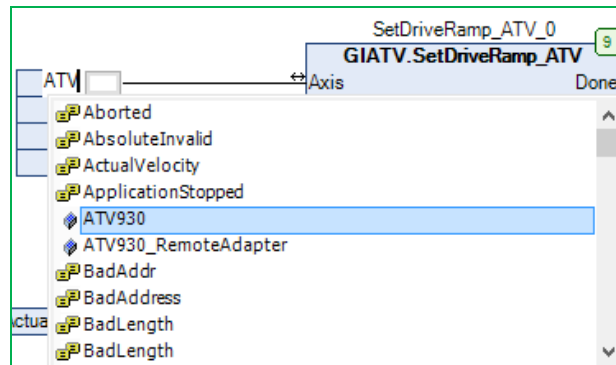 SetDriveRamp_ATV_0
9
GIATV.SetDriveRamp_ATV
ATV
Axis Done
Aborted
AbsoluteInvalid
ActualVelocity
ApplicationStopped
ATV930
ATV930_RemoteAdapter
BadAddr
BadAddress
BadLength
BadLength